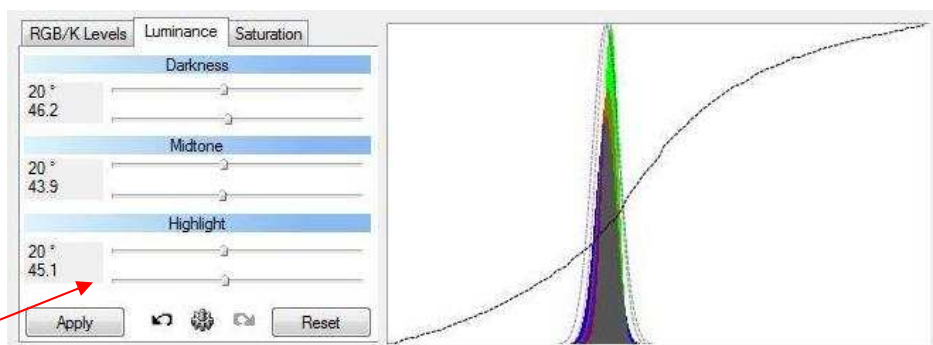 RGB/K Levels Luminance Saturation
Darkness
20 °
46.2
Midtone
20 °
43.9
Highlight
20 °
45.1
Apply Reset